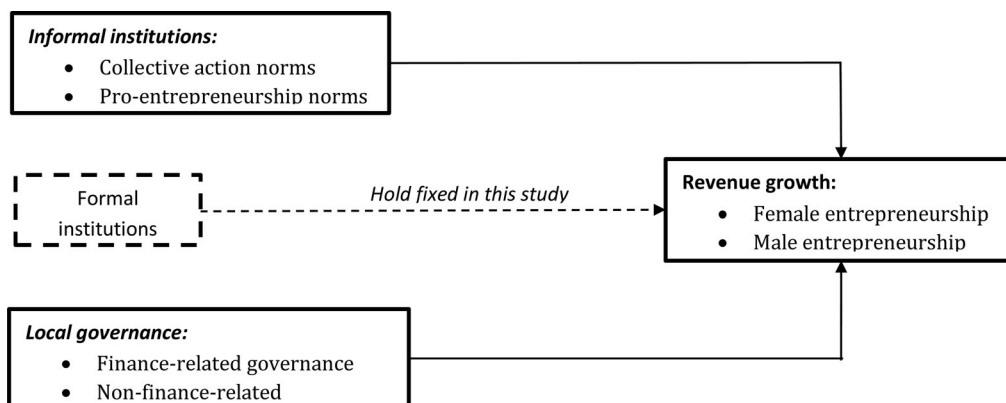 Informal institutions:
• Collective action norms
• Pro-entrepreneurship norms
Formal
institutions
Hold fixed in this study
Revenue growth:
• Female entrepreneurship
• Male entrepreneurship
Local governance:
• Finance-related governance
• Non-finance-related